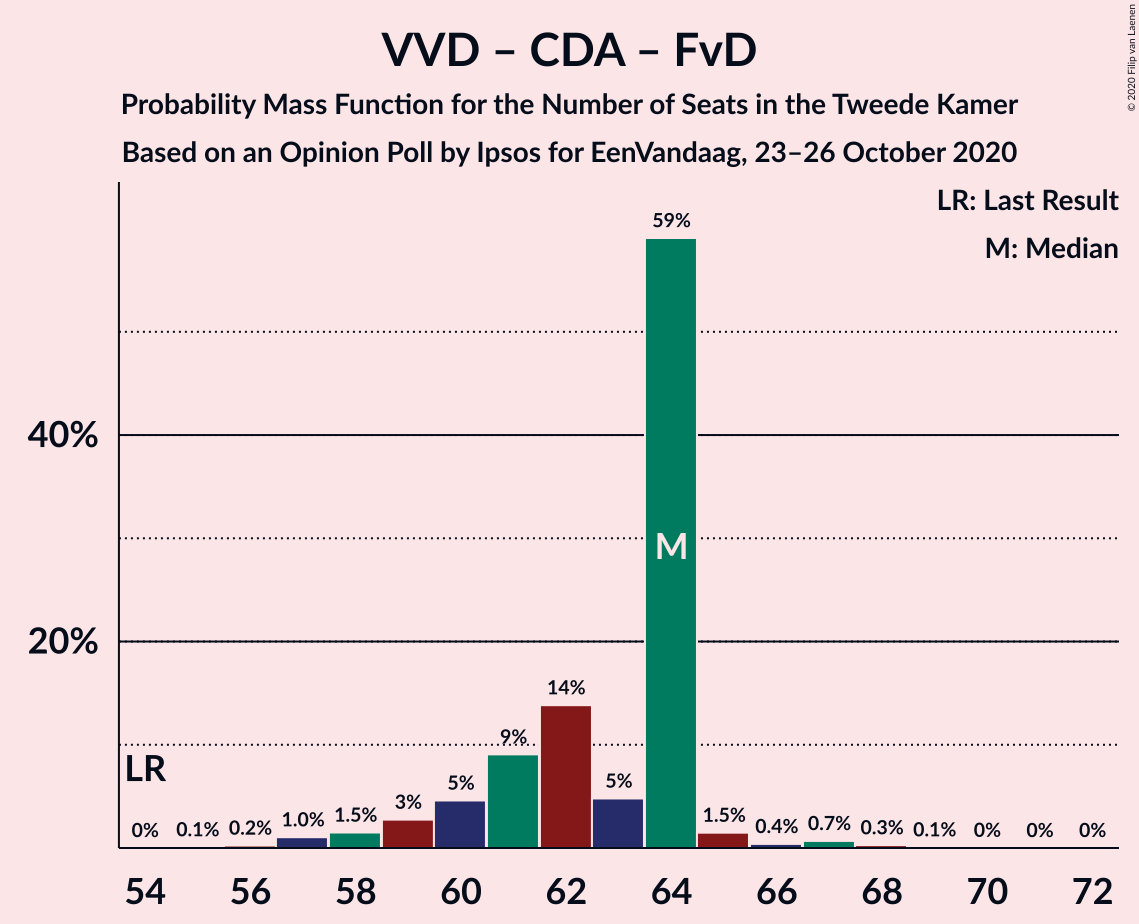 VVD – CDA – FvD
Probability Mass Function for the Number of Seats in the Tweede Kamer
Based on an Opinion Poll by Ipsos for EenVandaag, 23–26 October 2020
© 2020 Filip van Laenen
LR: Last Result
M: Median
59%
40%
M
20%
14%
9%
LR
5%
5%
3%
0%
0.1%
0.2%
1.0%
1.5%
1.5%
0.4%
0.7%
0.3%
0.1%
0%
0%
0%
54 56 58 60 62 64 66 68 70 72